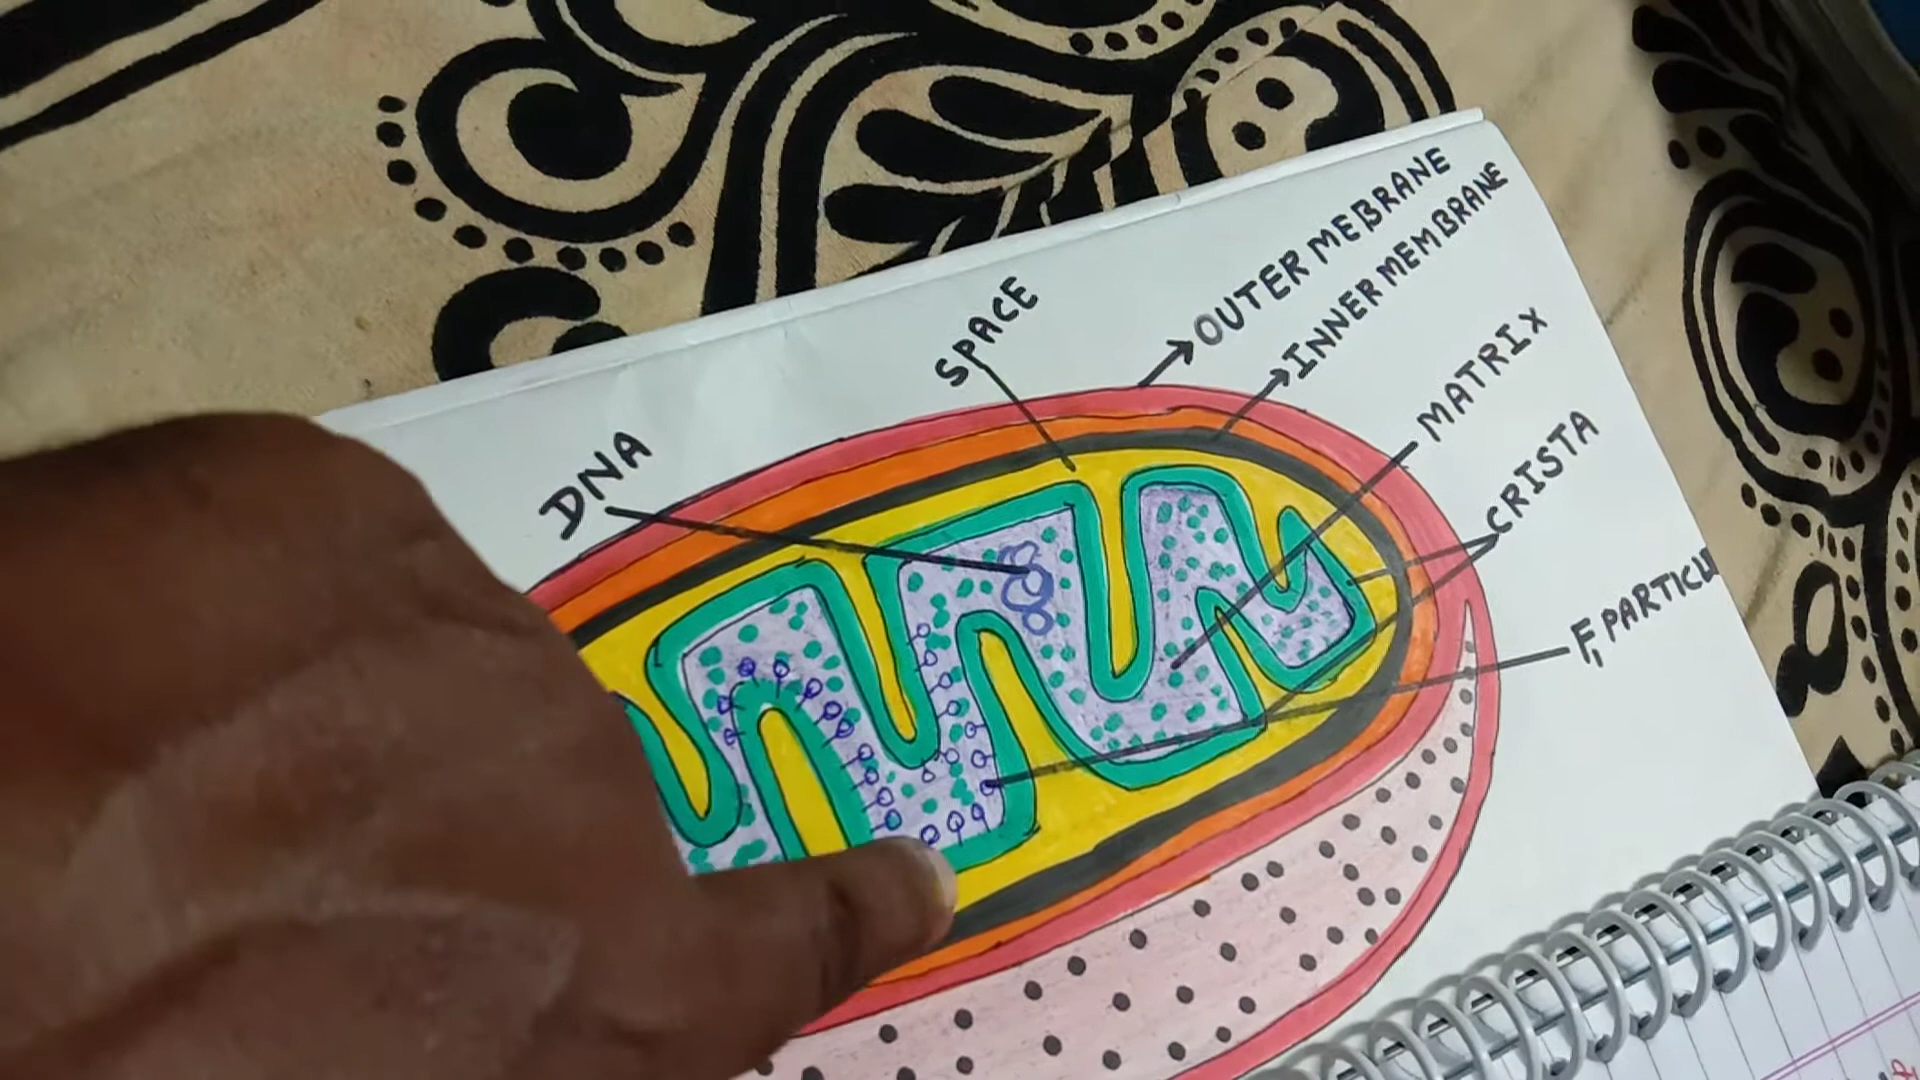 OUTER MEBRANE
INNER MEMBRANE
SPACE
MATRIX
DNA
CRISTA
F₁ PARTICU